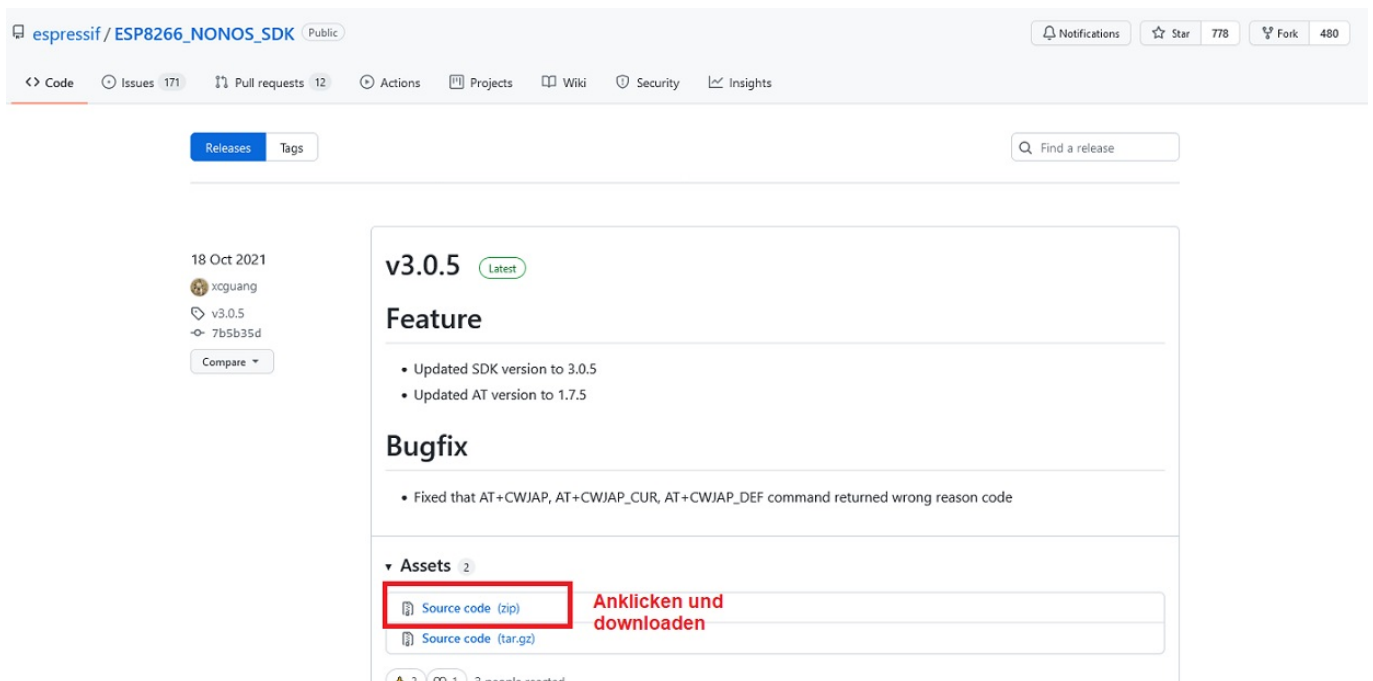 espressif / ESP8266_NONOS_SDK Public
Notifications Star 778 Fork 480
Code Issues 171 Pull requests 12 Actions Projects Wiki Security Insights
Releases Tags
Find a release
18 Oct 2021
xcguang
v3.0.5
7b5b35d
Compare
v3.0.5 Latest
Feature
• Updated SDK version to 3.0.5
• Updated AT version to 1.7.5
Bugfix
• Fixed that AT+CWJAP, AT+CWJAP_CUR, AT+CWJAP_DEF command returned wrong reason code
Assets 2
Source code (zip)
Anklicken und
downloaden
Source code (tar.gz)
3 people reacted